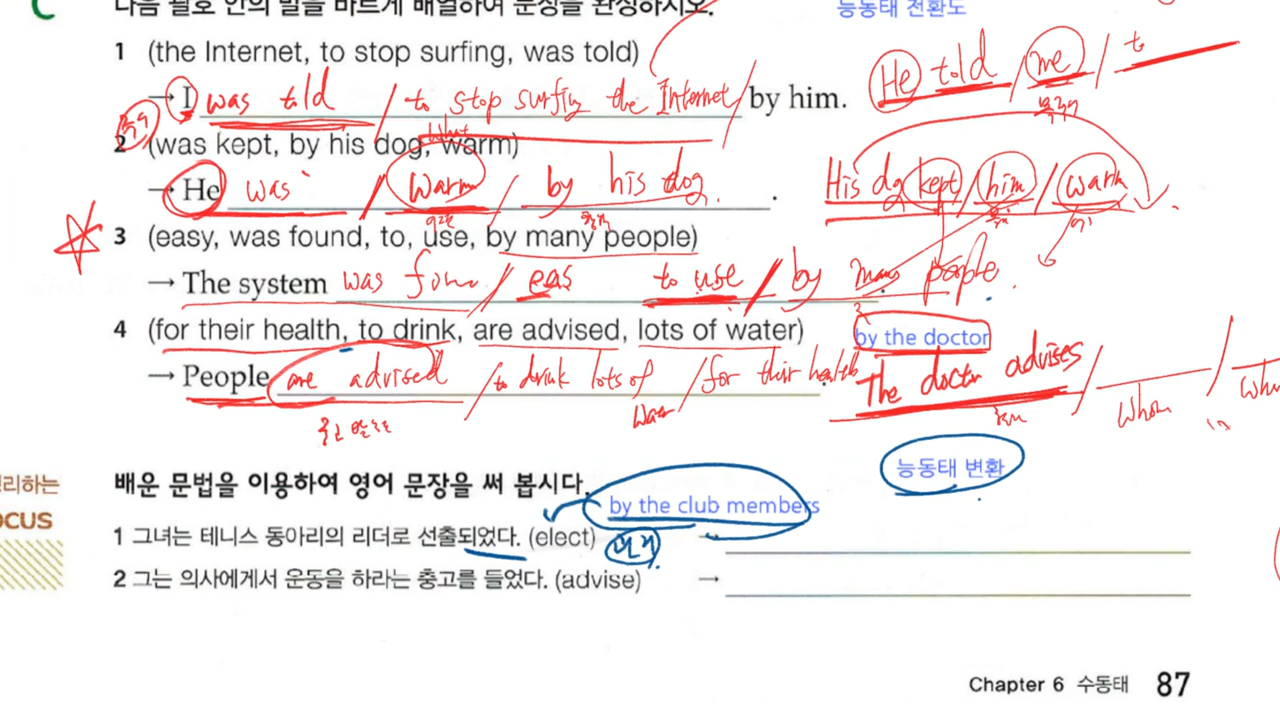 C 다음 괄호 안의 말을 바르게 배열하여 문장을 완성하시오.
능동태 전환도
1 (the Internet, to stop surfing, was told)
→ I was told / to stop surfing the Internet / by him.
He told / me / to
2 (was kept, by his dog, warm)
→ He was / warm / by his dog.
His dog kept / him / warm
3 (easy, was found, to, use, by many people)
→ The system was foun / eas to use / by many people.
4 (for their health, to drink, are advised, lots of water)
by the doctor
→ People are advised / to drink lots of water / for their health.
The doctor advises / whom /
능동태 변환
리하는
OCUS
배운 문법을 이용하여 영어 문장을 써 봅시다.
by the club members
1 그녀는 테니스 동아리의 리더로 선출되었다. (elect) →
2 그는 의사에게서 운동을 하라는 충고를 들었다. (advise) →
Chapter 6 수동태 87